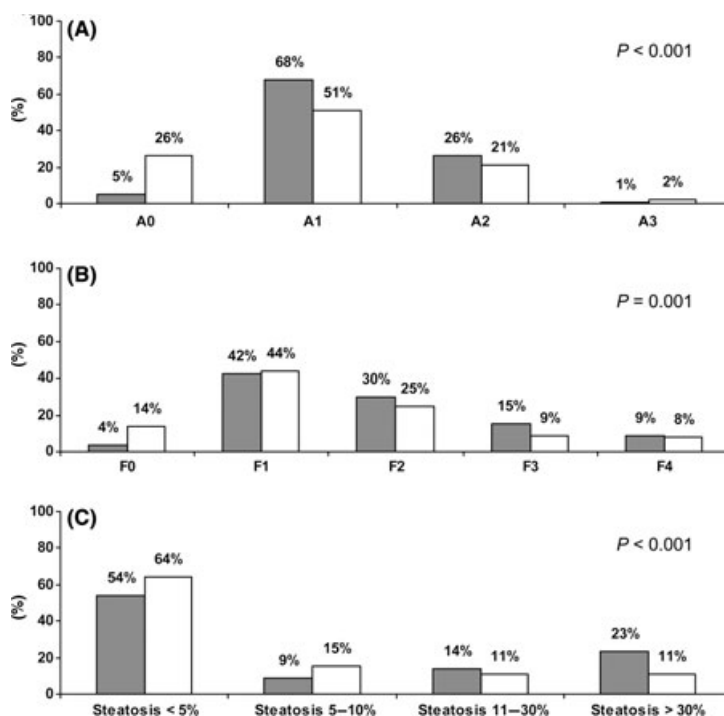 (A)
P < 0.001
100
80
60
40
20
0
(%)
5%
26%
68%
51%
26%
21%
1%
2%
A0
A1
A2
A3
(B)
P = 0.001
100
80
60
40
20
0
(%)
4%
14%
42%
44%
30%
25%
15%
9%
9%
8%
F0
F1
F2
F3
F4
(C)
P < 0.001
100
80
60
40
20
0
(%)
54%
64%
9%
15%
14%
11%
23%
11%
Steatosis < 5%
Steatosis 5–10%
Steatosis 11–30%
Steatosis > 30%